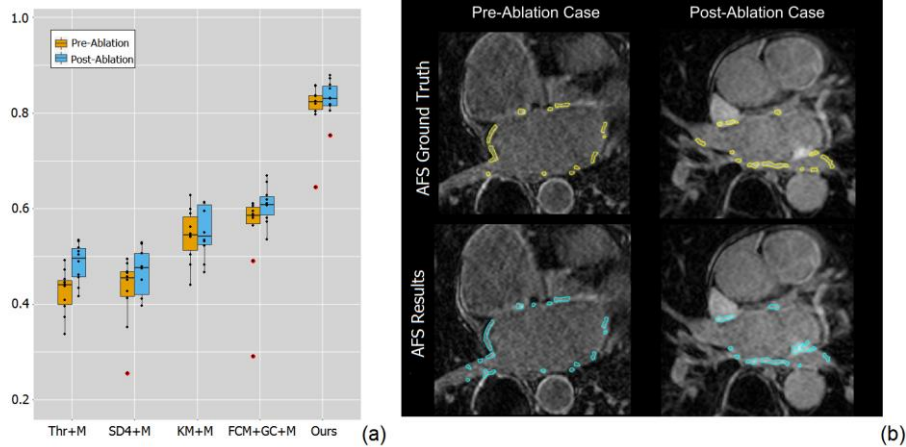 1.0
0.8
0.6
0.4
0.2
Pre-Ablation
Post-Ablation
Thr+M SD4+M KM+M FCM+GC+M Ours
(a)
Pre-Ablation Case Post-Ablation Case
AFS Ground Truth
AFS Results
(b)